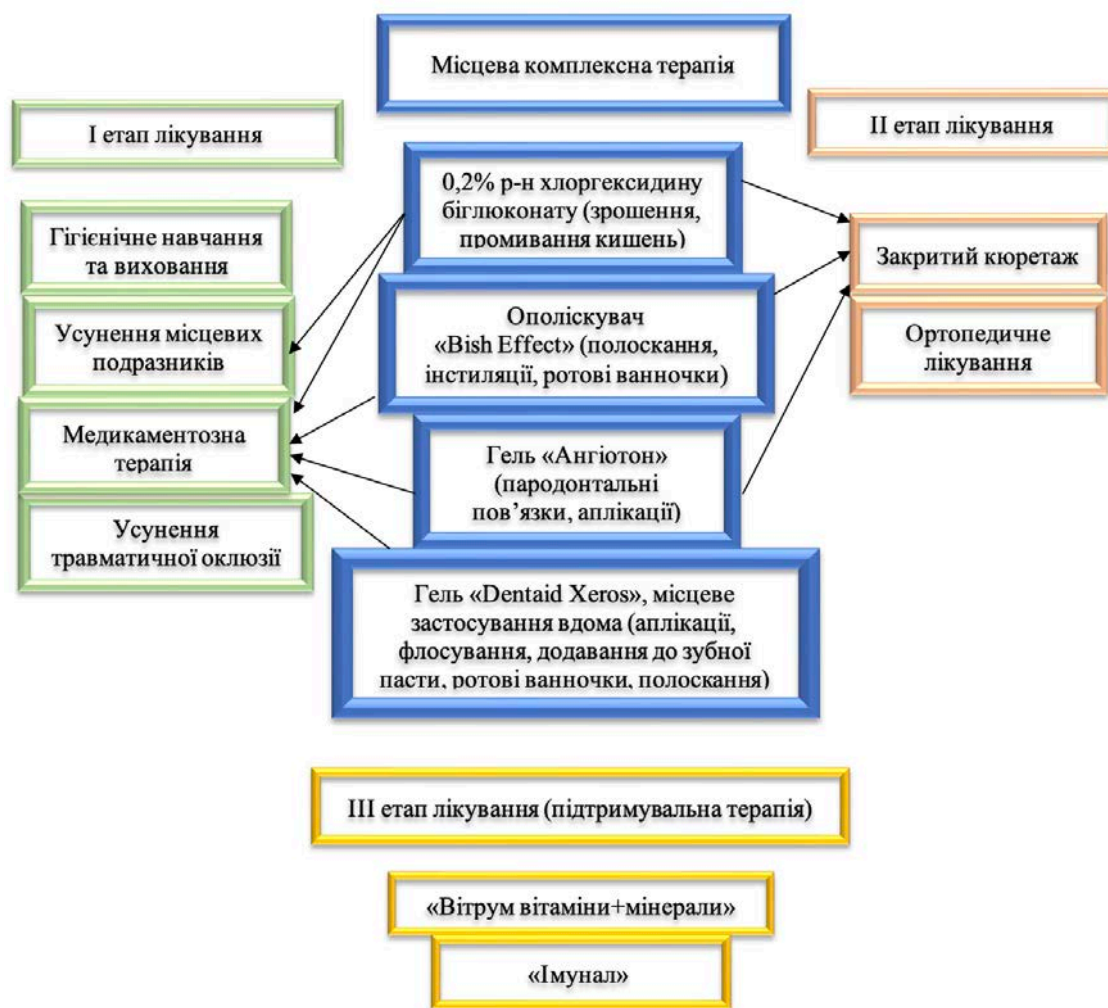 Місцева комплексна терапія
І етап лікування
ІІ етап лікування
0,2% р-н хлоргексидину
біглюконату (зрошення,
промивання кишень)
Гігієнічне навчання
та виховання
Закритий кюретаж
Усунення місцевих
подразників
Ополіскувач
«Bish Effect» (полоскання,
інстиляції, ротові ванночки)
Ортопедичне
лікування
Медикаментозна
терапія
Гель «Ангіотон»
(пародонтальні
пов’язки, аплікації)
Усунення
травматичної оклюзії
Гель «Dentaid Xeros», місцеве
застосування вдома (аплікації,
флосування, додавання до зубної
пасти, ротові ванночки, полоскання)
ІІІ етап лікування (підтримувальна терапія)
«Вітрум вітаміни+мінерали»
«Імунал»